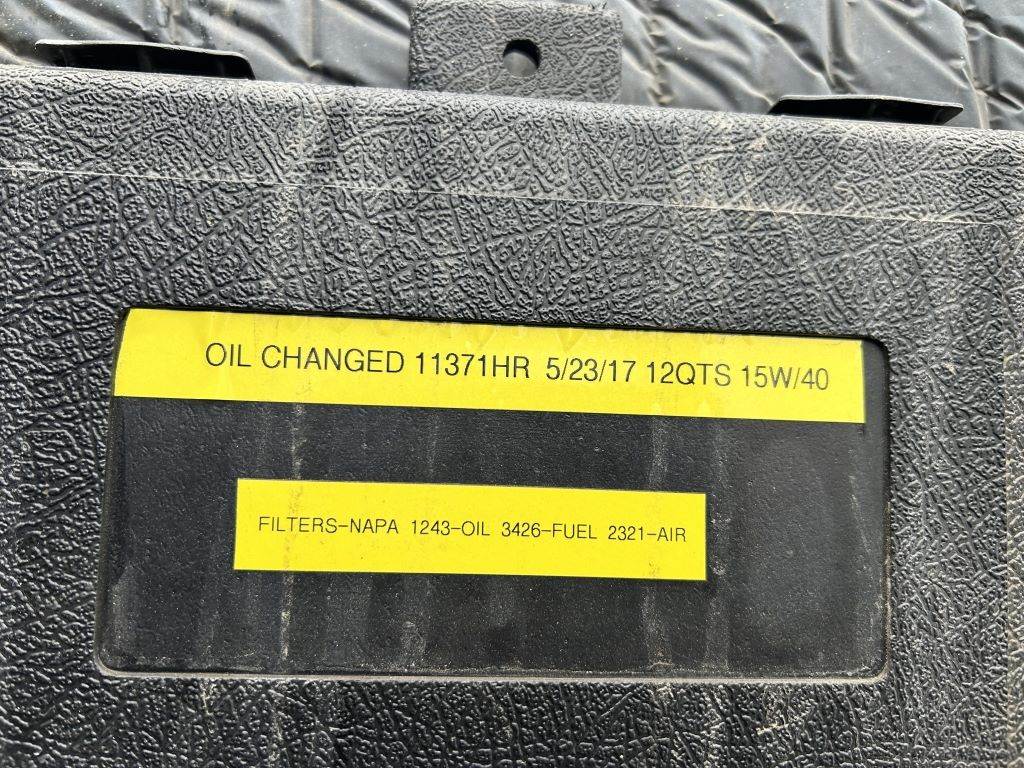 OIL CHANGED 11371HR 5/23/17 12QTS 15W/40
FILTERS-NAPA 1243-OIL 3426-FUEL 2321-AIR